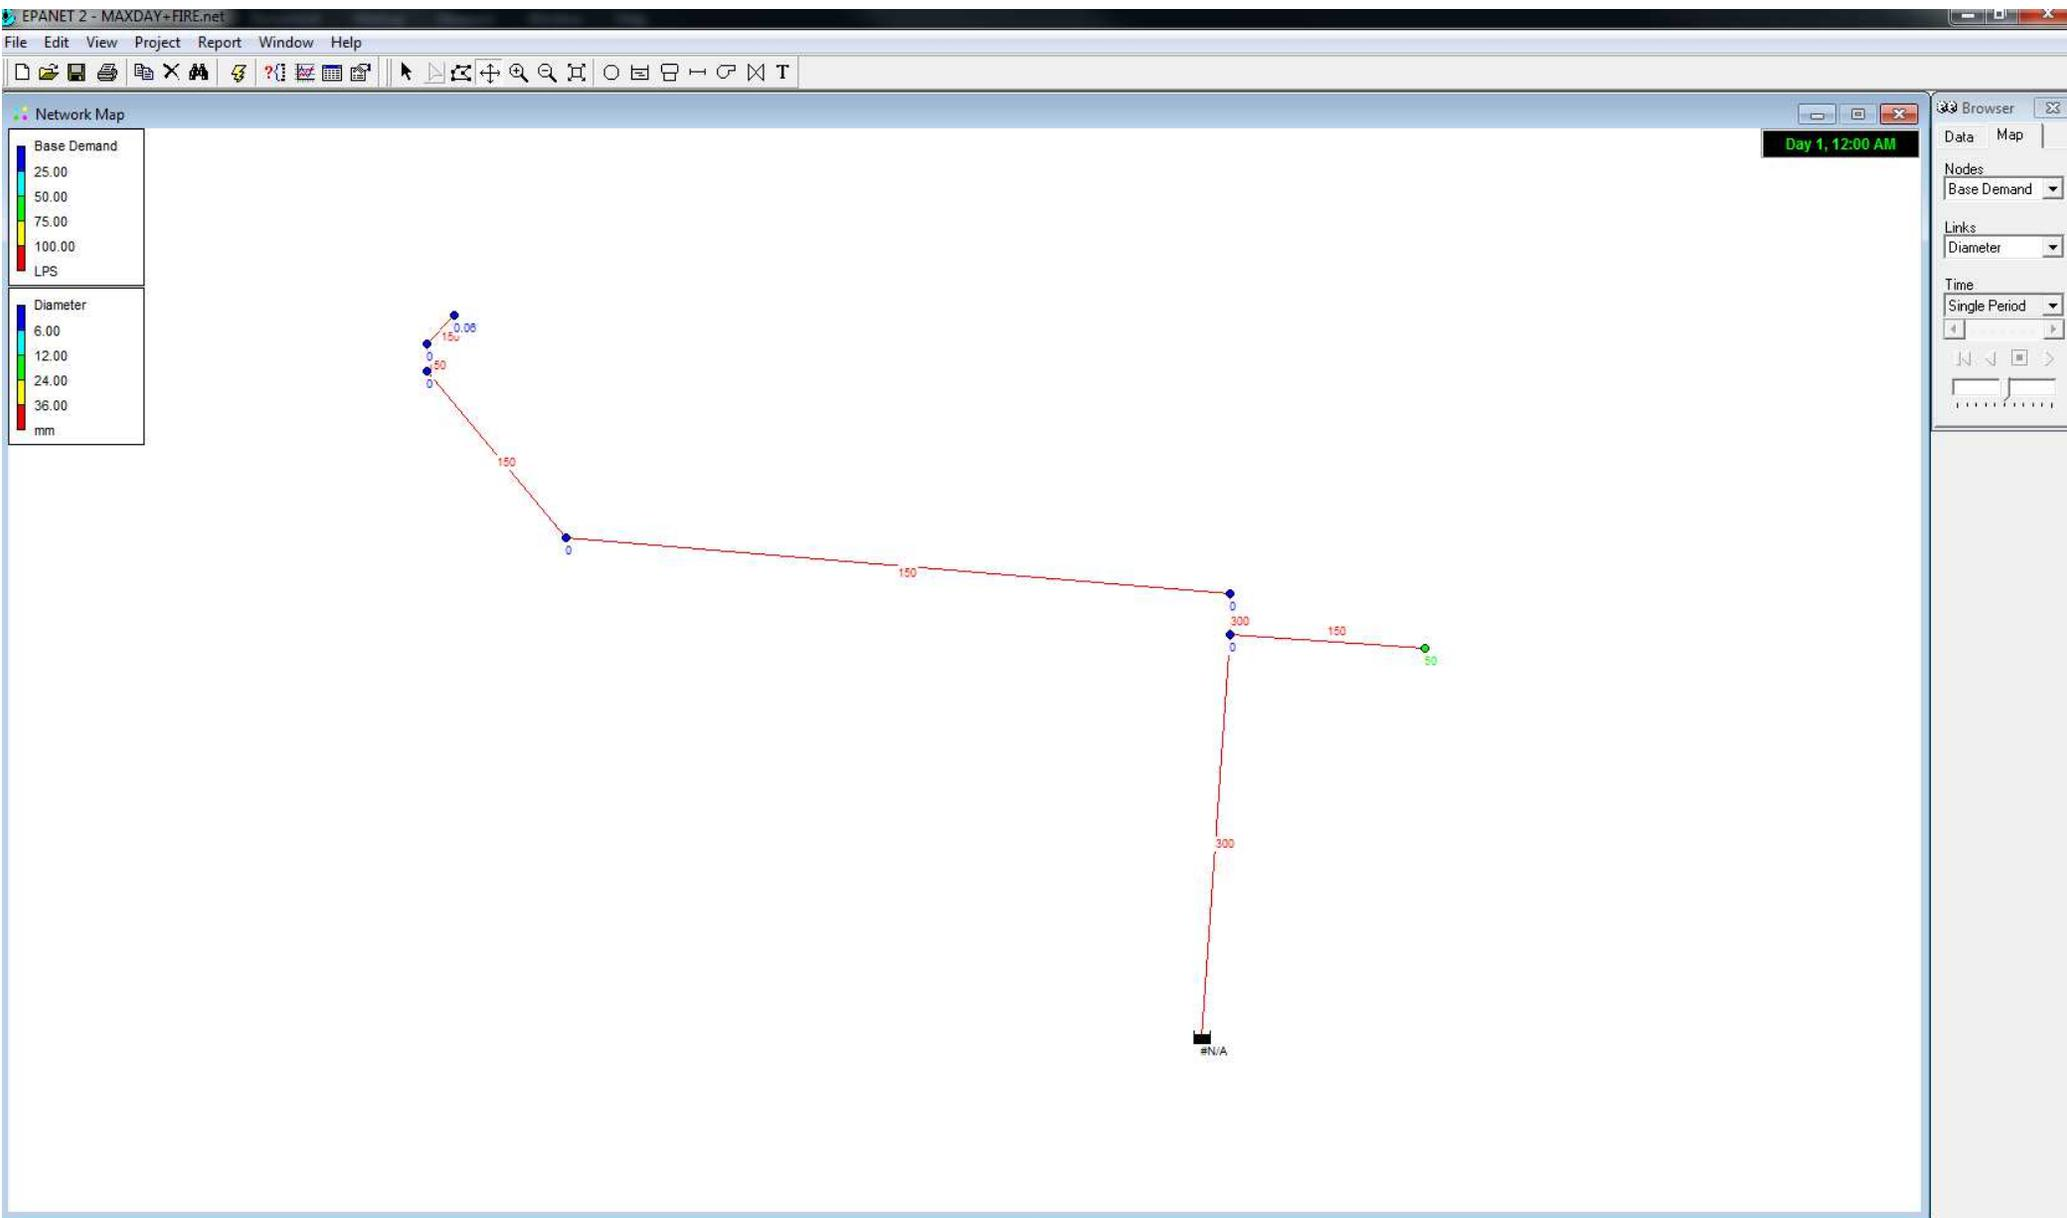 EPANET 2 - MAXDAY+FIRE.net
File Edit View Project Report Window Help
T
Network Map
Browser
Data Map
Day 1, 12:00 AM
Base Demand
25.00
50.00
75.00
100.00
LPS
Diameter
6.00
12.00
24.00
36.00
mm
Nodes
Base Demand
Links
Diameter
Time
Single Period
0.06
150
0
50
0
150
0
150
0
300
150
0
50
300
#N/A